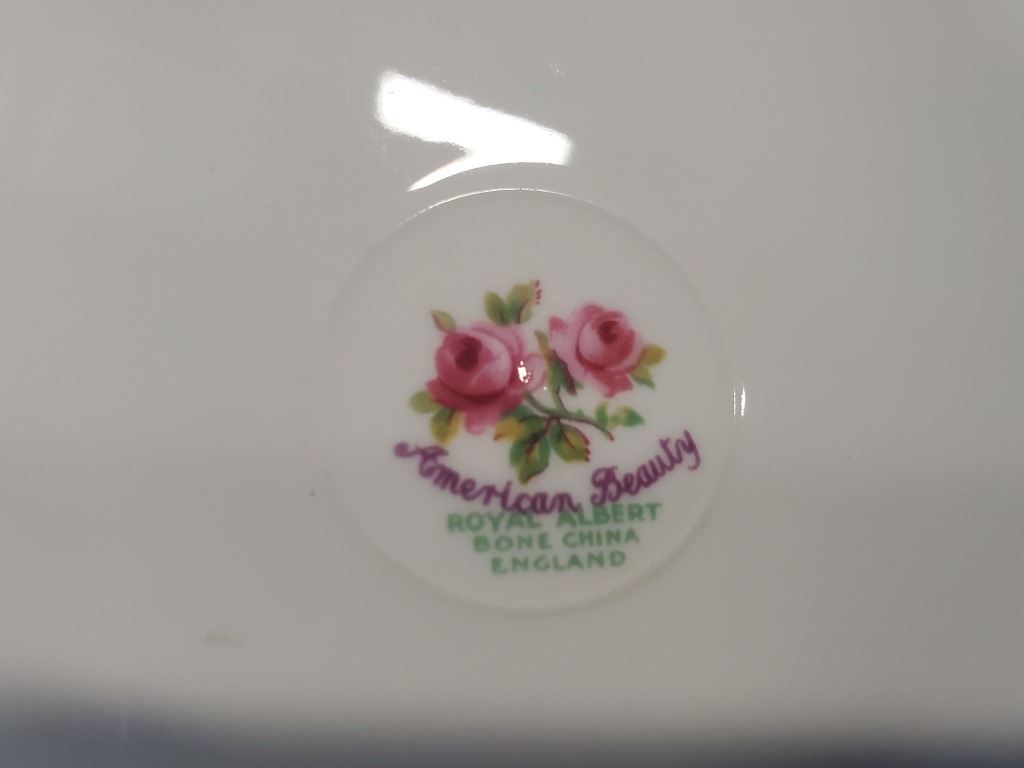 American Beauty
ROYAL ALBERT
BONE CHINA
ENGLAND